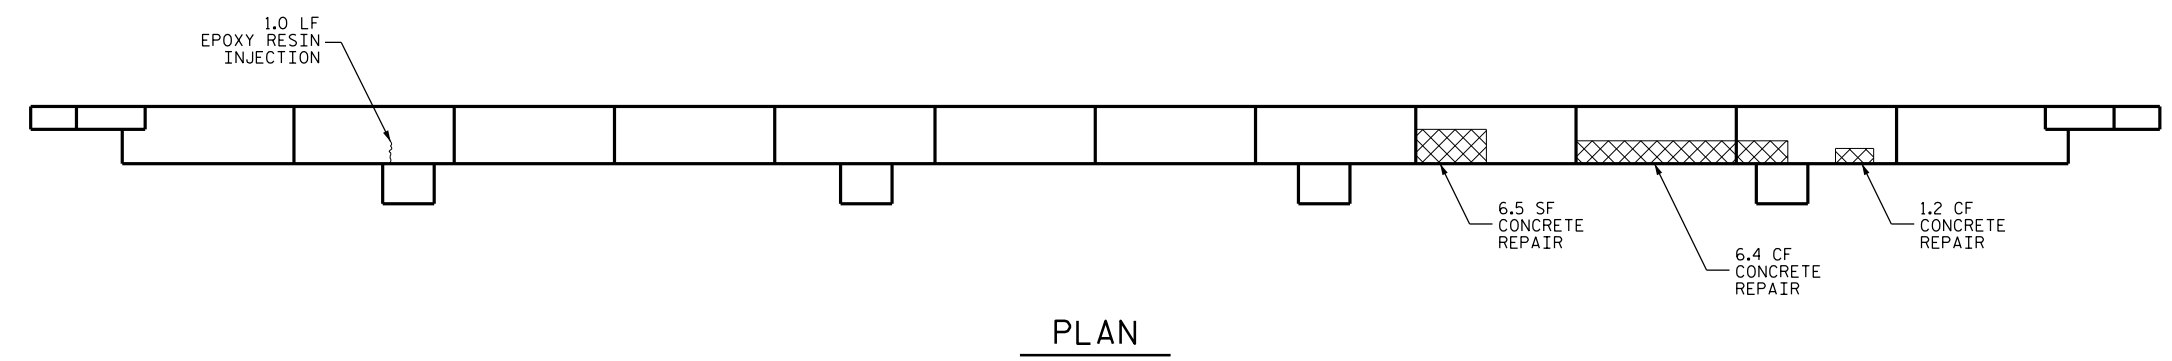 1.0 LF
EPOXY RESIN
INJECTION
6.5 SF
CONCRETE
REPAIR
6.4 CF
CONCRETE
REPAIR
1.2 CF
CONCRETE
REPAIR
PLAN